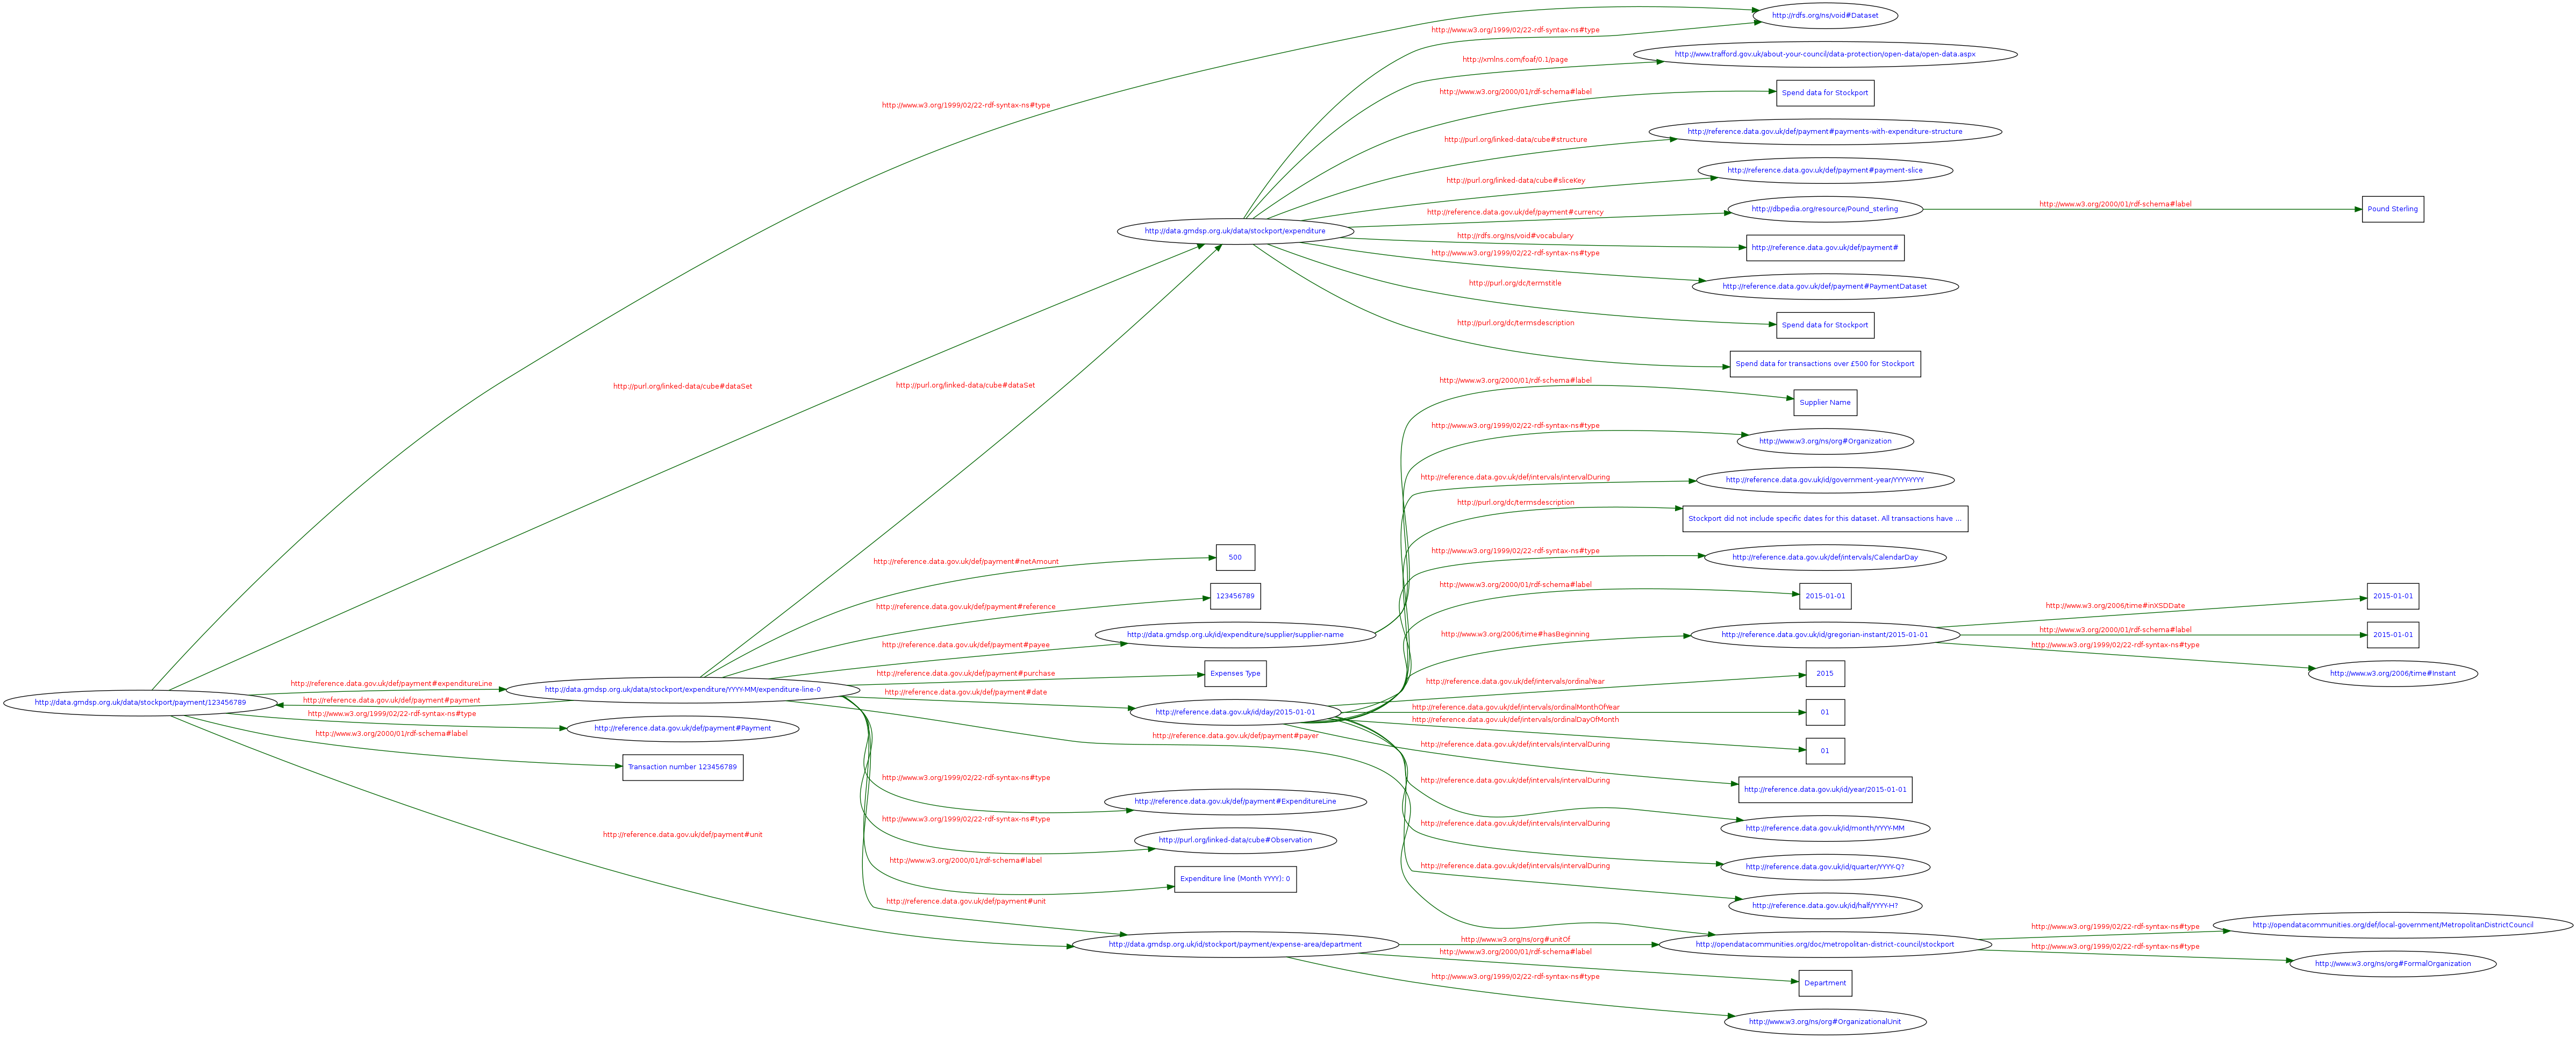 http://rdfs.org/ns/void#Dataset
http://www.w3.org/1999/02/22-rdf-syntax-ns#type
http://www.trafford.gov.uk/about-your-council/data-protection/open-data/open-data.aspx
http://xmlns.com/foaf/0.1/page
http://www.w3.org/2000/01/rdf-schema#label
Spend data for Stockport
http://www.w3.org/1999/02/22-rdf-syntax-ns#type
http://reference.data.gov.uk/def/payment#payments-with-expenditure-structure
http://purl.org/linked-data/cube#structure
http://reference.data.gov.uk/def/payment#payment-slice
http://purl.org/linked-data/cube#sliceKey
http://www.w3.org/2000/01/rdf-schema#label
http://dbpedia.org/resource/Pound_sterling
Pound Sterling
http://reference.data.gov.uk/def/payment#currency
http://data.gmdsp.org.uk/data/stockport/expenditure
http://rdfs.org/ns/void#vocabulary
http://reference.data.gov.uk/def/payment#
http://www.w3.org/1999/02/22-rdf-syntax-ns#type
http://purl.org/dc/termstitle
http://reference.data.gov.uk/def/payment#PaymentDataset
http://purl.org/dc/termsdescription
Spend data for Stockport
Spend data for transactions over £500 for Stockport
http://www.w3.org/2000/01/rdf-schema#label
http://purl.org/linked-data/cube#dataSet
http://purl.org/linked-data/cube#dataSet
Supplier Name
http://www.w3.org/1999/02/22-rdf-syntax-ns#type
http://www.w3.org/ns/org#Organization
http://reference.data.gov.uk/def/intervals/intervalDuring
http://reference.data.gov.uk/id/government-year/YYYY-YYYY
http://purl.org/dc/termsdescription
Stockport did not include specific dates for this dataset. All transactions have ...
http://www.w3.org/1999/02/22-rdf-syntax-ns#type
500
http://reference.data.gov.uk/def/intervals/CalendarDay
http://reference.data.gov.uk/def/payment#netAmount
http://www.w3.org/2000/01/rdf-schema#label
123456789
2015-01-01
2015-01-01
http://reference.data.gov.uk/def/payment#reference
http://www.w3.org/2006/time#inXSDDate
http://data.gmdsp.org.uk/id/expenditure/supplier/supplier-name
http://www.w3.org/2006/time#hasBeginning
http://reference.data.gov.uk/id/gregorian-instant/2015-01-01
http://www.w3.org/2000/01/rdf-schema#label
2015-01-01
http://reference.data.gov.uk/def/payment#payee
http://www.w3.org/1999/02/22-rdf-syntax-ns#type
http://reference.data.gov.uk/def/payment#purchase
Expenses Type
2015
http://www.w3.org/2006/time#Instant
http://reference.data.gov.uk/def/payment#expenditureLine
http://data.gmdsp.org.uk/data/stockport/expenditure/YYYY-MM/expenditure-line-0
http://reference.data.gov.uk/def/payment#date
http://reference.data.gov.uk/def/intervals/ordinalYear
http://data.gmdsp.org.uk/data/stockport/payment/123456789
http://reference.data.gov.uk/def/payment#payment
http://reference.data.gov.uk/id/day/2015-01-01
http://reference.data.gov.uk/def/intervals/ordinalMonthOfYear
01
http://www.w3.org/1999/02/22-rdf-syntax-ns#type
http://reference.data.gov.uk/def/intervals/ordinalDayOfMonth
http://reference.data.gov.uk/def/payment#Payment
http://www.w3.org/2000/01/rdf-schema#label
http://reference.data.gov.uk/def/payment#payer
http://reference.data.gov.uk/def/intervals/intervalDuring
01
Transaction number 123456789
http://www.w3.org/1999/02/22-rdf-syntax-ns#type
http://reference.data.gov.uk/def/intervals/intervalDuring
http://reference.data.gov.uk/id/year/2015-01-01
http://reference.data.gov.uk/def/payment#ExpenditureLine
http://www.w3.org/1999/02/22-rdf-syntax-ns#type
http://reference.data.gov.uk/def/intervals/intervalDuring
http://reference.data.gov.uk/id/month/YYYY-MM
http://reference.data.gov.uk/def/payment#unit
http://purl.org/linked-data/cube#Observation
http://www.w3.org/2000/01/rdf-schema#label
http://reference.data.gov.uk/def/intervals/intervalDuring
http://reference.data.gov.uk/id/quarter/YYYY-Q?
Expenditure line (Month YYYY): 0
http://reference.data.gov.uk/def/payment#unit
http://reference.data.gov.uk/id/half/YYYY-H?
http://www.w3.org/1999/02/22-rdf-syntax-ns#type
http://opendatacommunities.org/def/local-government/MetropolitanDistrictCouncil
http://data.gmdsp.org.uk/id/stockport/payment/expense-area/department
http://www.w3.org/ns/org#unitOf
http://opendatacommunities.org/doc/metropolitan-district-council/stockport
http://www.w3.org/1999/02/22-rdf-syntax-ns#type
http://www.w3.org/2000/01/rdf-schema#label
http://www.w3.org/ns/org#FormalOrganization
http://www.w3.org/1999/02/22-rdf-syntax-ns#type
Department
http://www.w3.org/ns/org#OrganizationalUnit